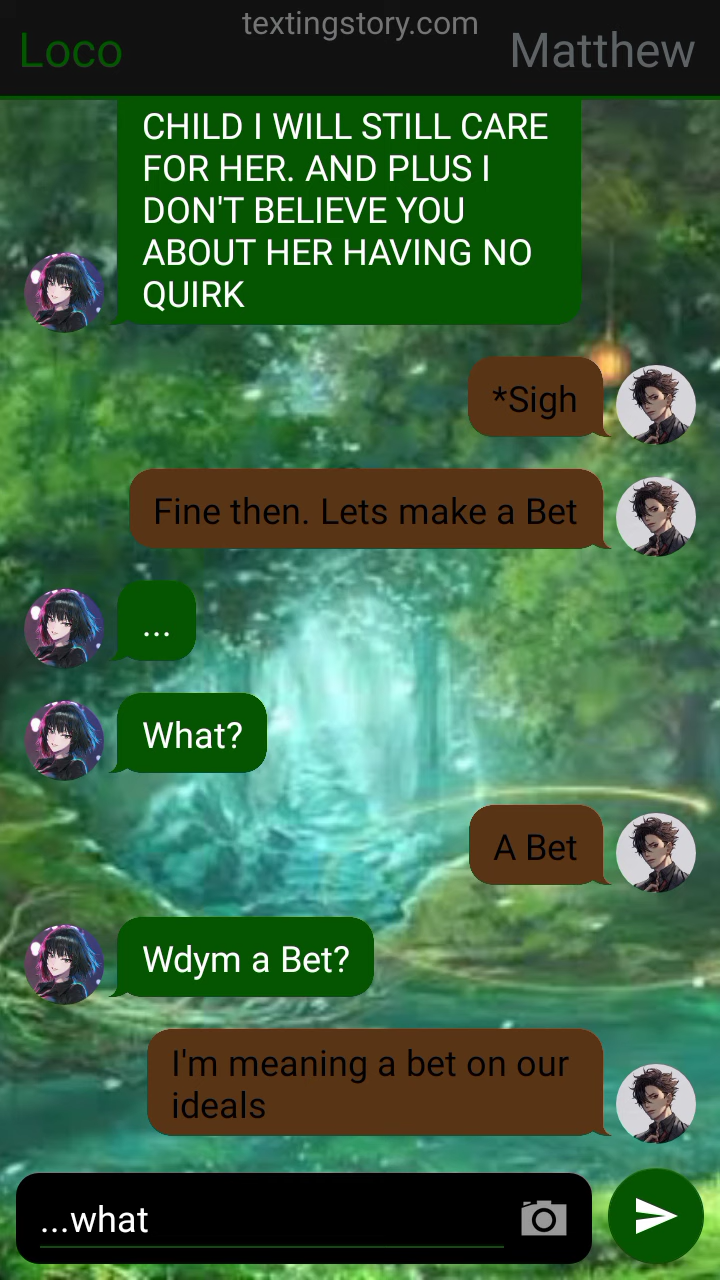 textingstory.com
Loco
Matthew
CHILD I WILL STILL CARE
FOR HER. AND PLUS I
DON'T BELIEVE YOU
ABOUT HER HAVING NO
QUIRK
*Sigh
Fine then. Lets make a Bet
...
What?
A Bet
Wdym a Bet?
I'm meaning a bet on our
ideals
...what